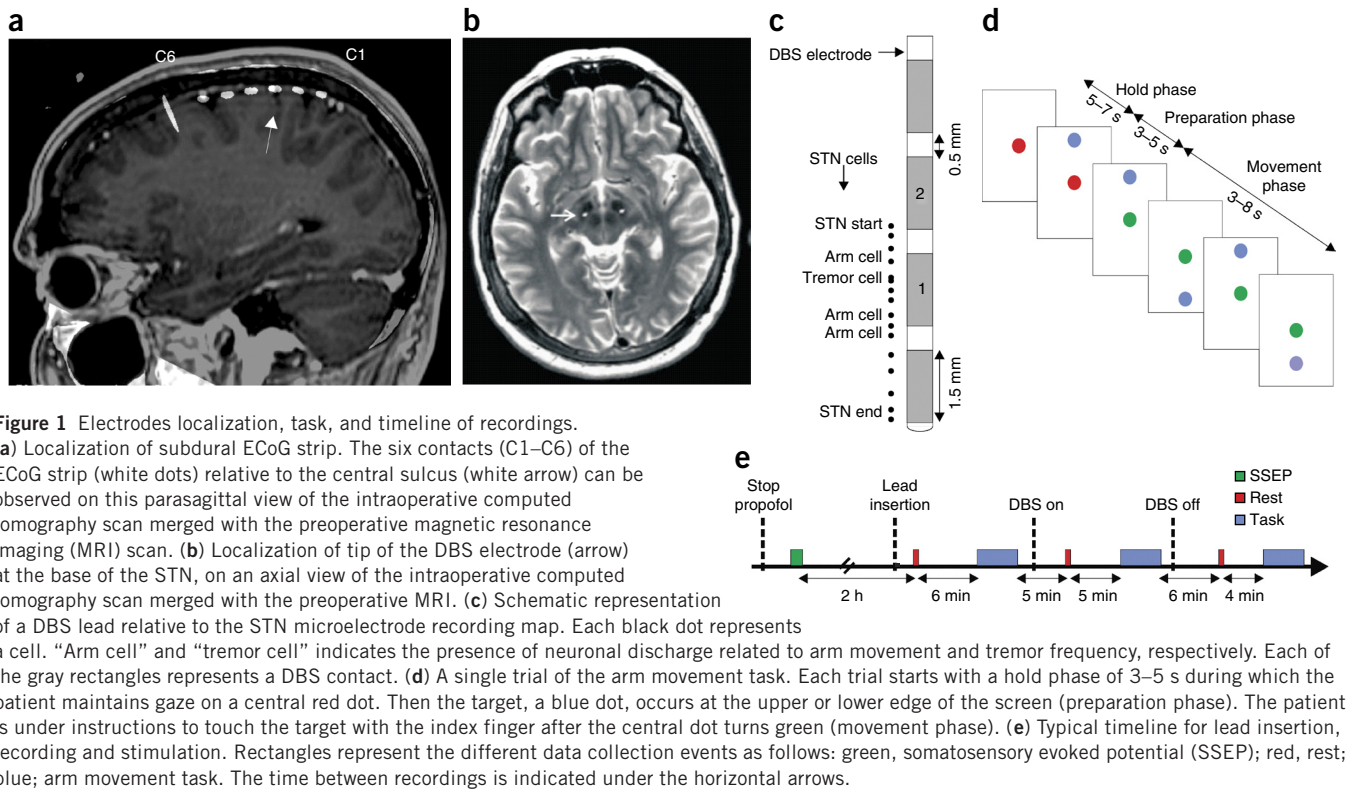 a
b
c
d
C6
C1
DBS electrode
0.5 mm
STN cells
2
STN start
Arm cell
Tremor cell
1
Arm cell
Arm cell
1.5 mm
STN end
Hold phase
5–7 s
Preparation phase
3–5 s
Movement
phase
3–8 s
Figure 1 Electrodes localization, task, and timeline of recordings.
(a) Localization of subdural ECoG strip. The six contacts (C1–C6) of the
ECoG strip (white dots) relative to the central sulcus (white arrow) can be
observed on this parasagittal view of the intraoperative computed
tomography scan merged with the preoperative magnetic resonance
imaging (MRI) scan. (b) Localization of tip of the DBS electrode (arrow)
at the base of the STN, on an axial view of the intraoperative computed
tomography scan merged with the preoperative MRI. (c) Schematic representation
of a DBS lead relative to the STN microelectrode recording map. Each black dot represents
a cell. “Arm cell” and “tremor cell” indicates the presence of neuronal discharge related to arm movement and tremor frequency, respectively. Each of
the gray rectangles represents a DBS contact. (d) A single trial of the arm movement task. Each trial starts with a hold phase of 3–5 s during which the
patient maintains gaze on a central red dot. Then the target, a blue dot, occurs at the upper or lower edge of the screen (preparation phase). The patient
is under instructions to touch the target with the index finger after the central dot turns green (movement phase). (e) Typical timeline for lead insertion,
recording and stimulation. Rectangles represent the different data collection events as follows: green, somatosensory evoked potential (SSEP); red, rest;
blue; arm movement task. The time between recordings is indicated under the horizontal arrows.
e
Stop
propofol
Lead
insertion
DBS on
DBS off
SSEP
Rest
Task
2 h
6 min
5 min
5 min
6 min
4 min